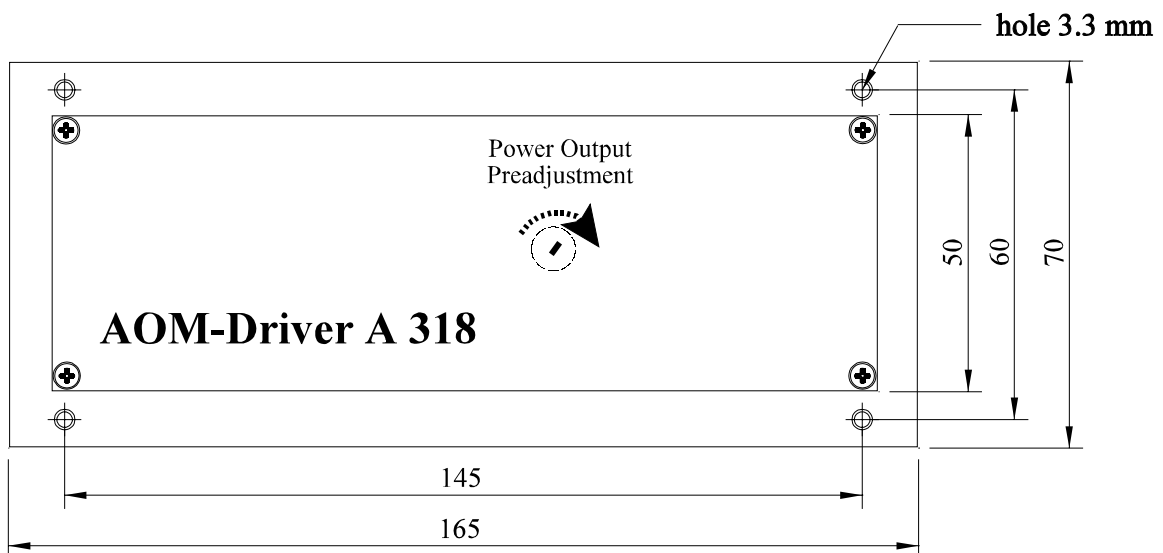 hole 3.3 mm
Power Output
Preadjustment
50
60
70
AOM-Driver A 318
145
165